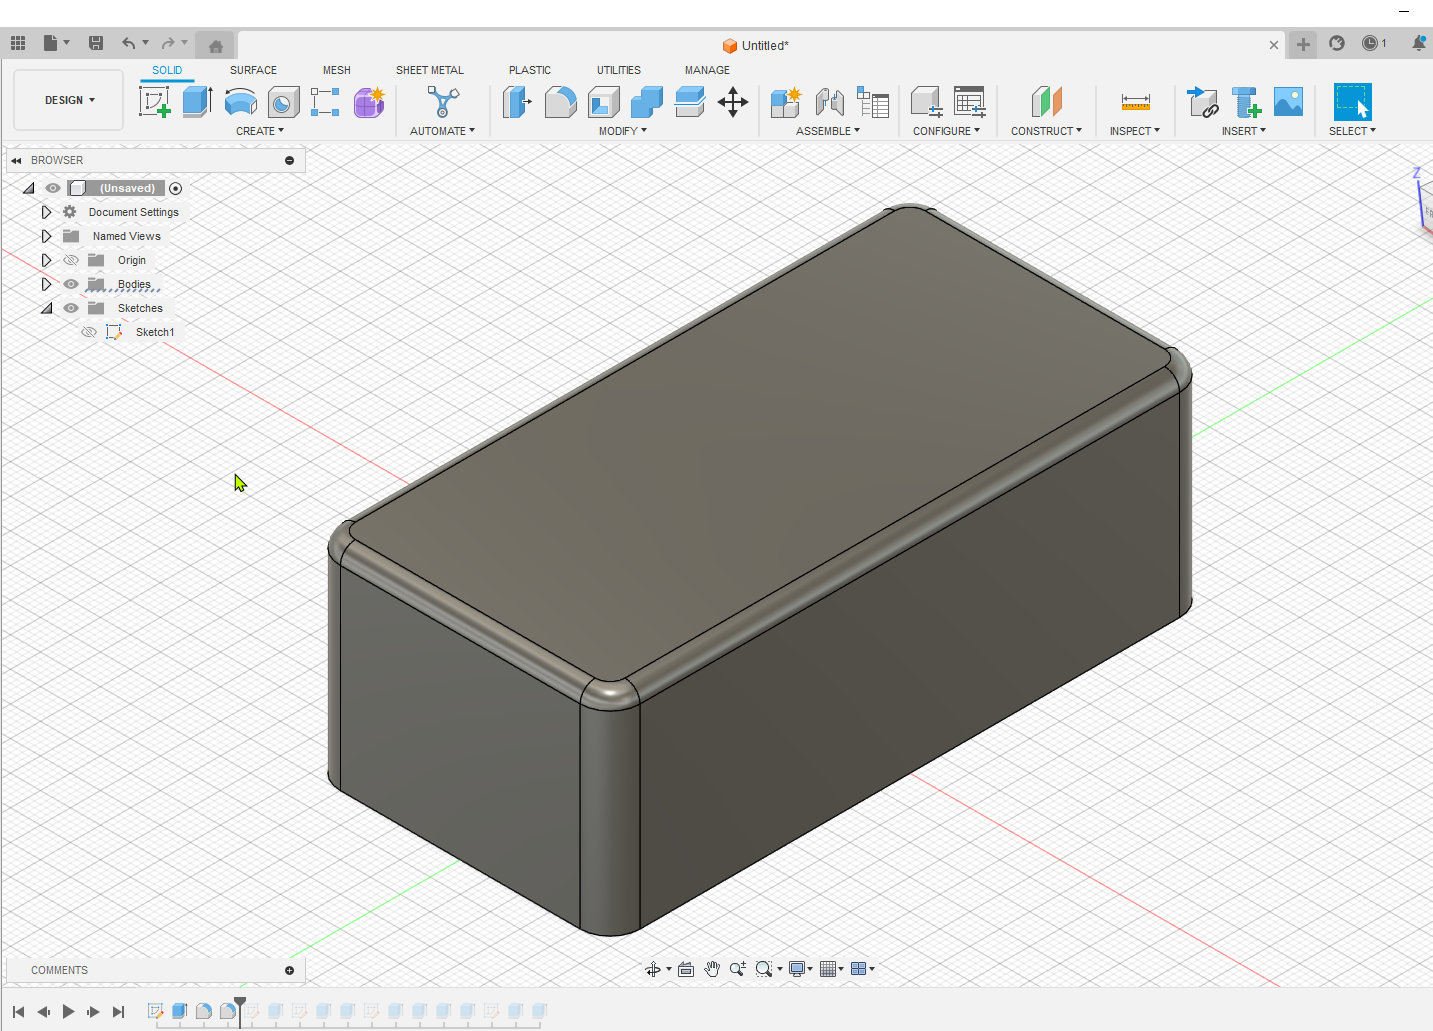 Untitled*
1
SOLID SURFACE MESH SHEET METAL PLASTIC UTILITIES MANAGE
DESIGN
CREATE AUTOMATE MODIFY ASSEMBLE CONFIGURE CONSTRUCT INSPECT INSERT SELECT
BROWSER
(Unsaved)
Document Settings
Named Views
Origin
Bodies
Sketches
Sketch1
Z
COMMENTS